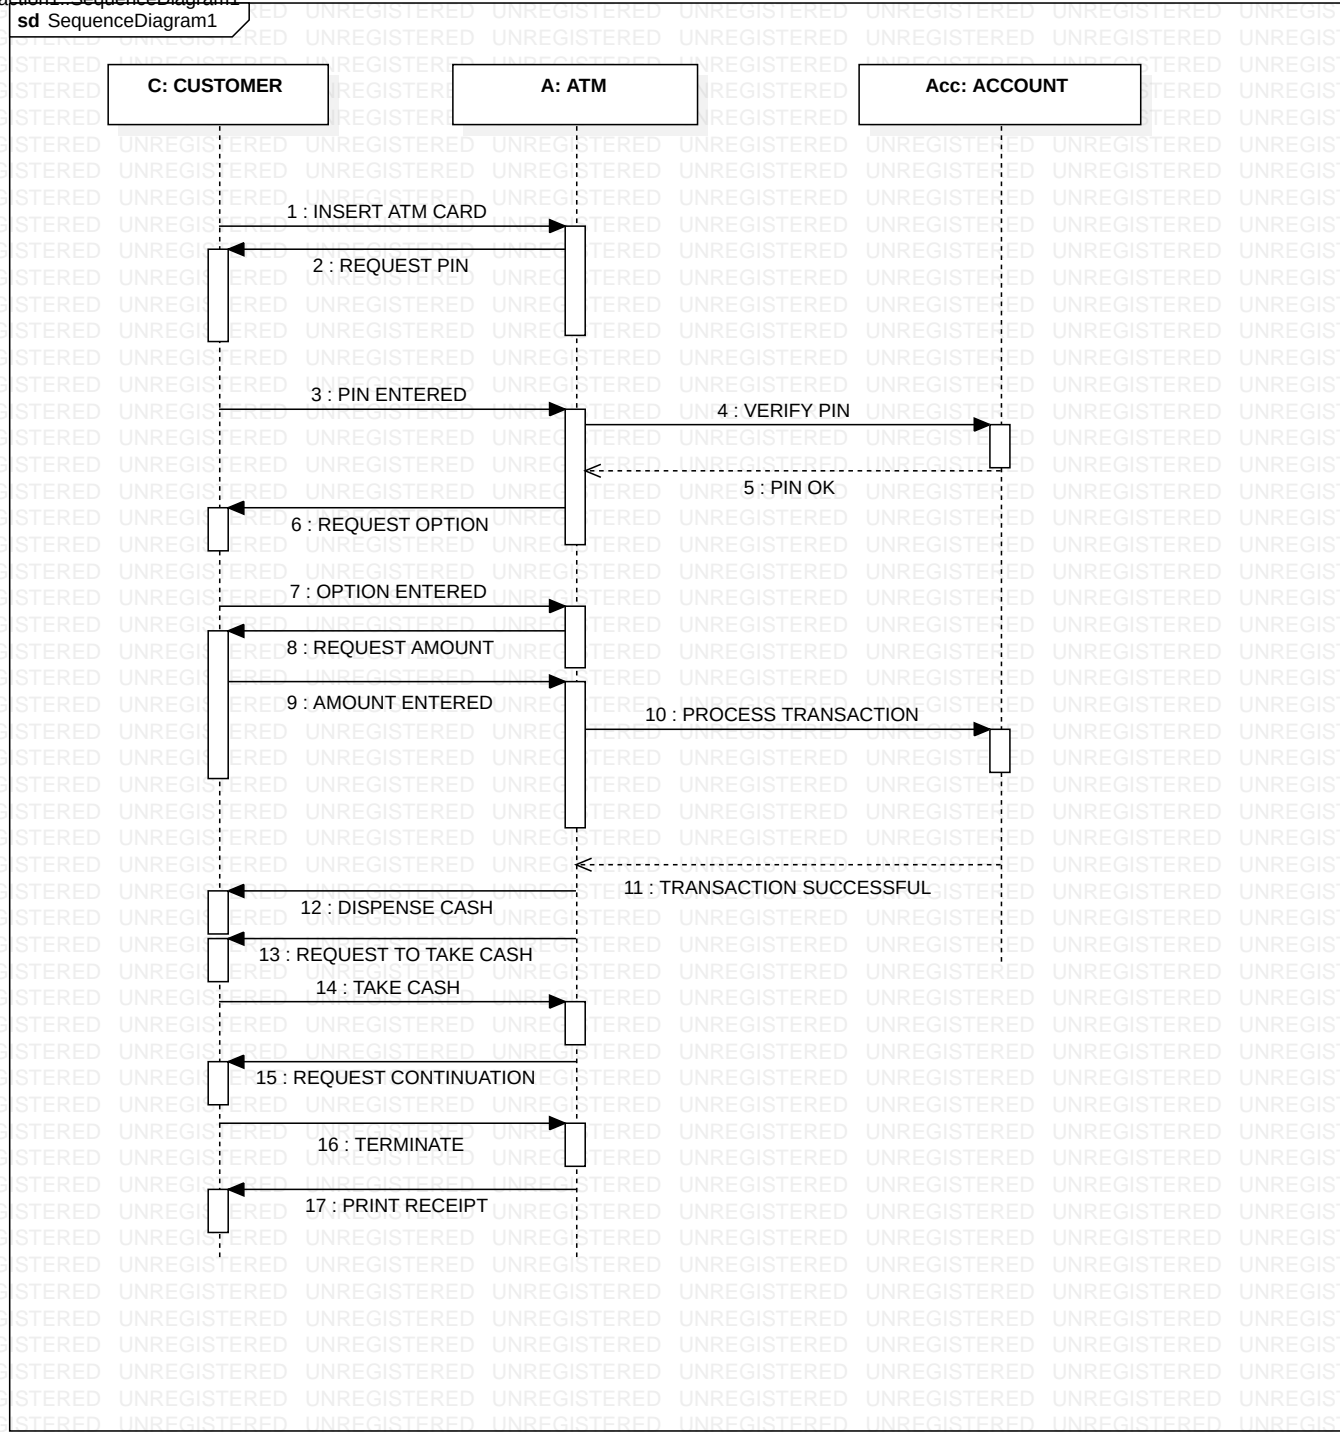 sd SequenceDiagram1
C: CUSTOMER
A: ATM
Acc: ACCOUNT
1 : INSERT ATM CARD
2 : REQUEST PIN
3 : PIN ENTERED
4 : VERIFY PIN
5 : PIN OK
6 : REQUEST OPTION
7 : OPTION ENTERED
8 : REQUEST AMOUNT
9 : AMOUNT ENTERED
10 : PROCESS TRANSACTION
11 : TRANSACTION SUCCESSFUL
12 : DISPENSE CASH
13 : REQUEST TO TAKE CASH
14 : TAKE CASH
15 : REQUEST CONTINUATION
16 : TERMINATE
17 : PRINT RECEIPT
UNREGISTERED